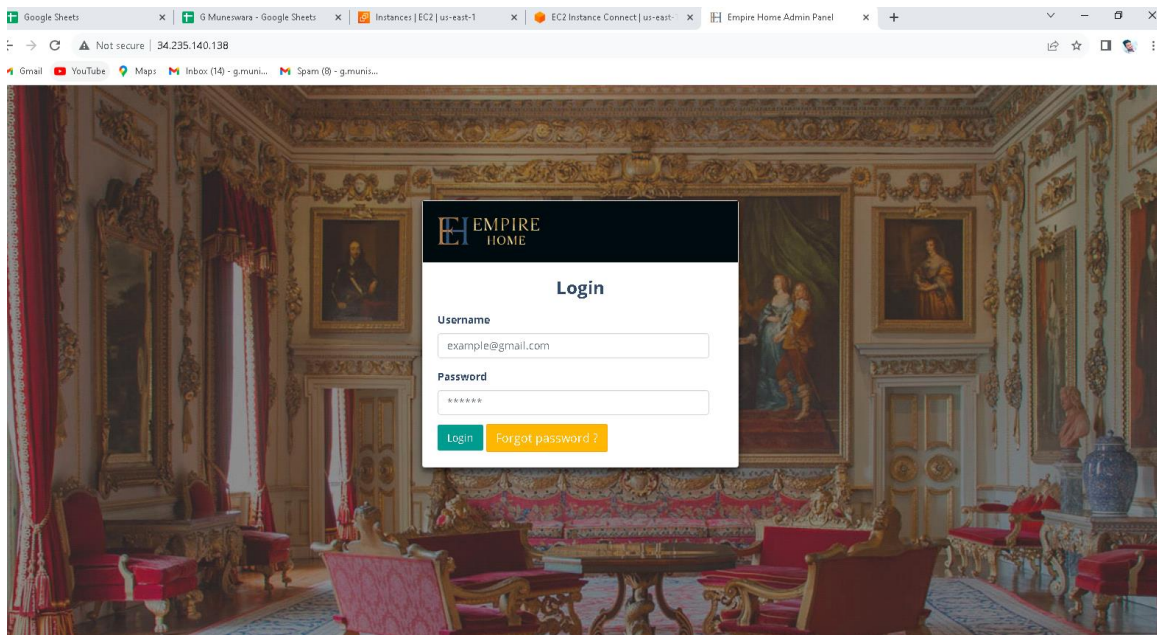 Google Sheets
G Muneswara - Google Sheets
Instances | EC2 | us-east-1
EC2 Instance Connect | us-east-
Empire Home Admin Panel
Not secure | 34.235.140.138
Gmail
YouTube
Maps
Inbox (14) - g.muni...
Spam (8) - g.munis...
EMPIRE
HOME
Login
Username
example@gmail.com
Password
******
Login
Forgot password ?